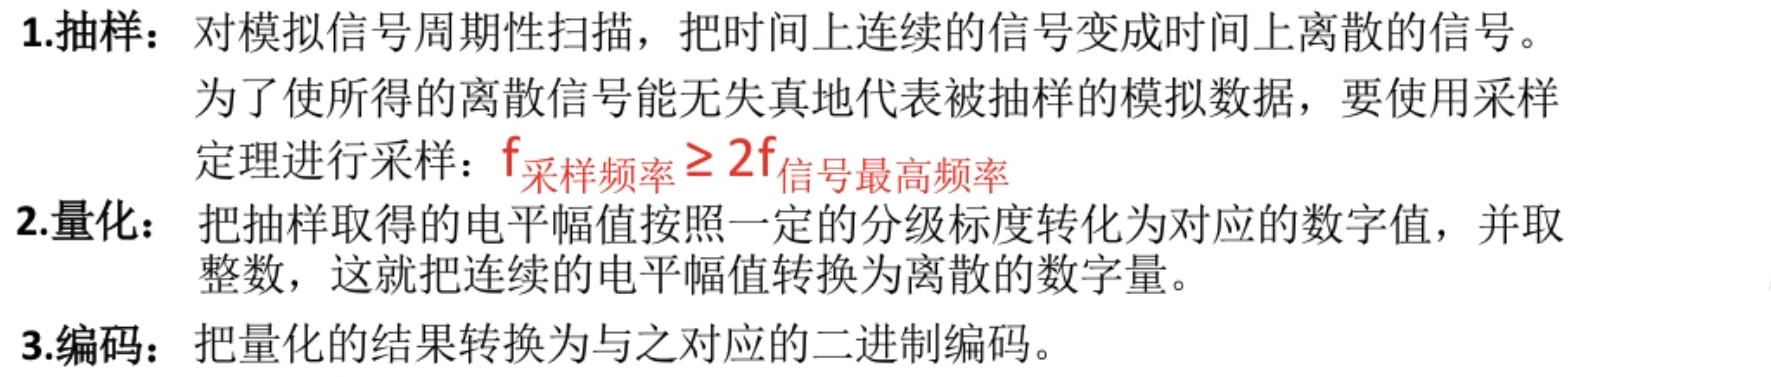 1.抽样：对模拟信号周期性扫描，把时间上连续的信号变成时间上离散的信号。
为了使所得的离散信号能无失真地代表被抽样的模拟数据，要使用采样
定理进行采样：f采样频率 ≥ 2f信号最高频率
2.量化：把抽样取得的电平幅值按照一定的分级标度转化为对应的数字值，并取
整数，这就把连续的电平幅值转换为离散的数字量。
3.编码：把量化的结果转换为与之对应的二进制编码。